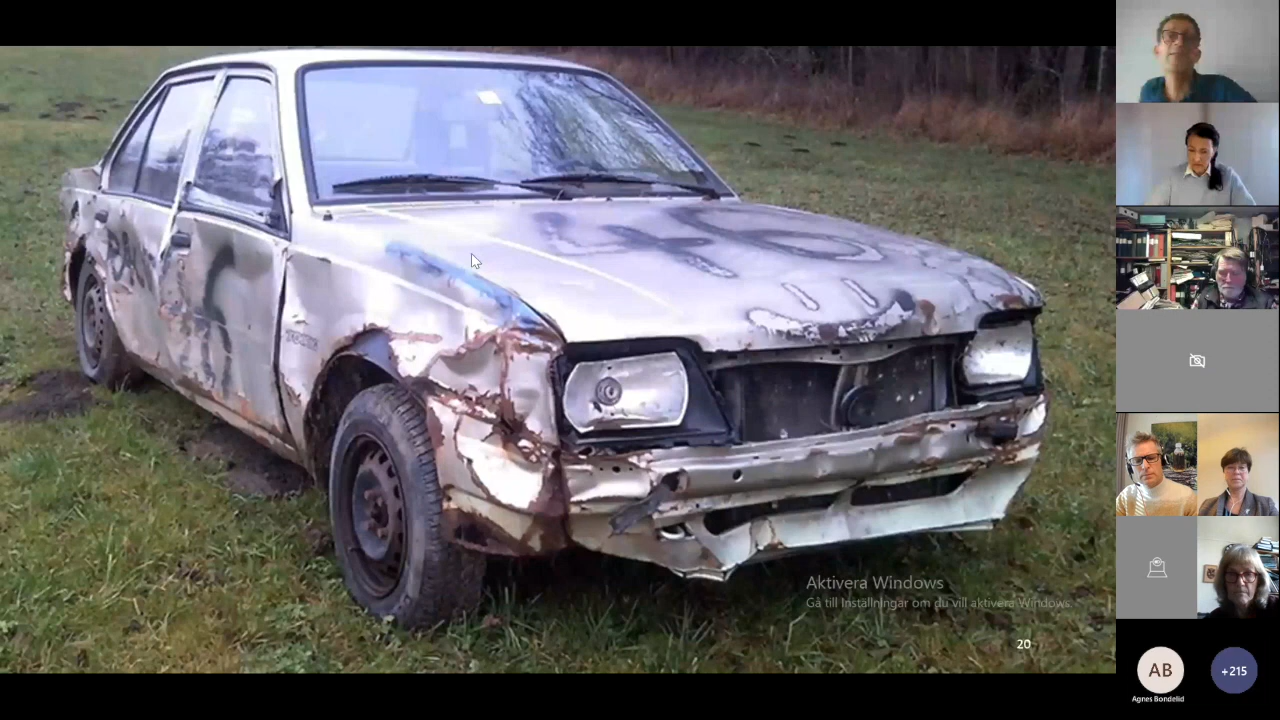 Aktivera Windows
Gå till Inställningar om du vill aktivera Windows.
20
AB
+215
Agnes Bondelid